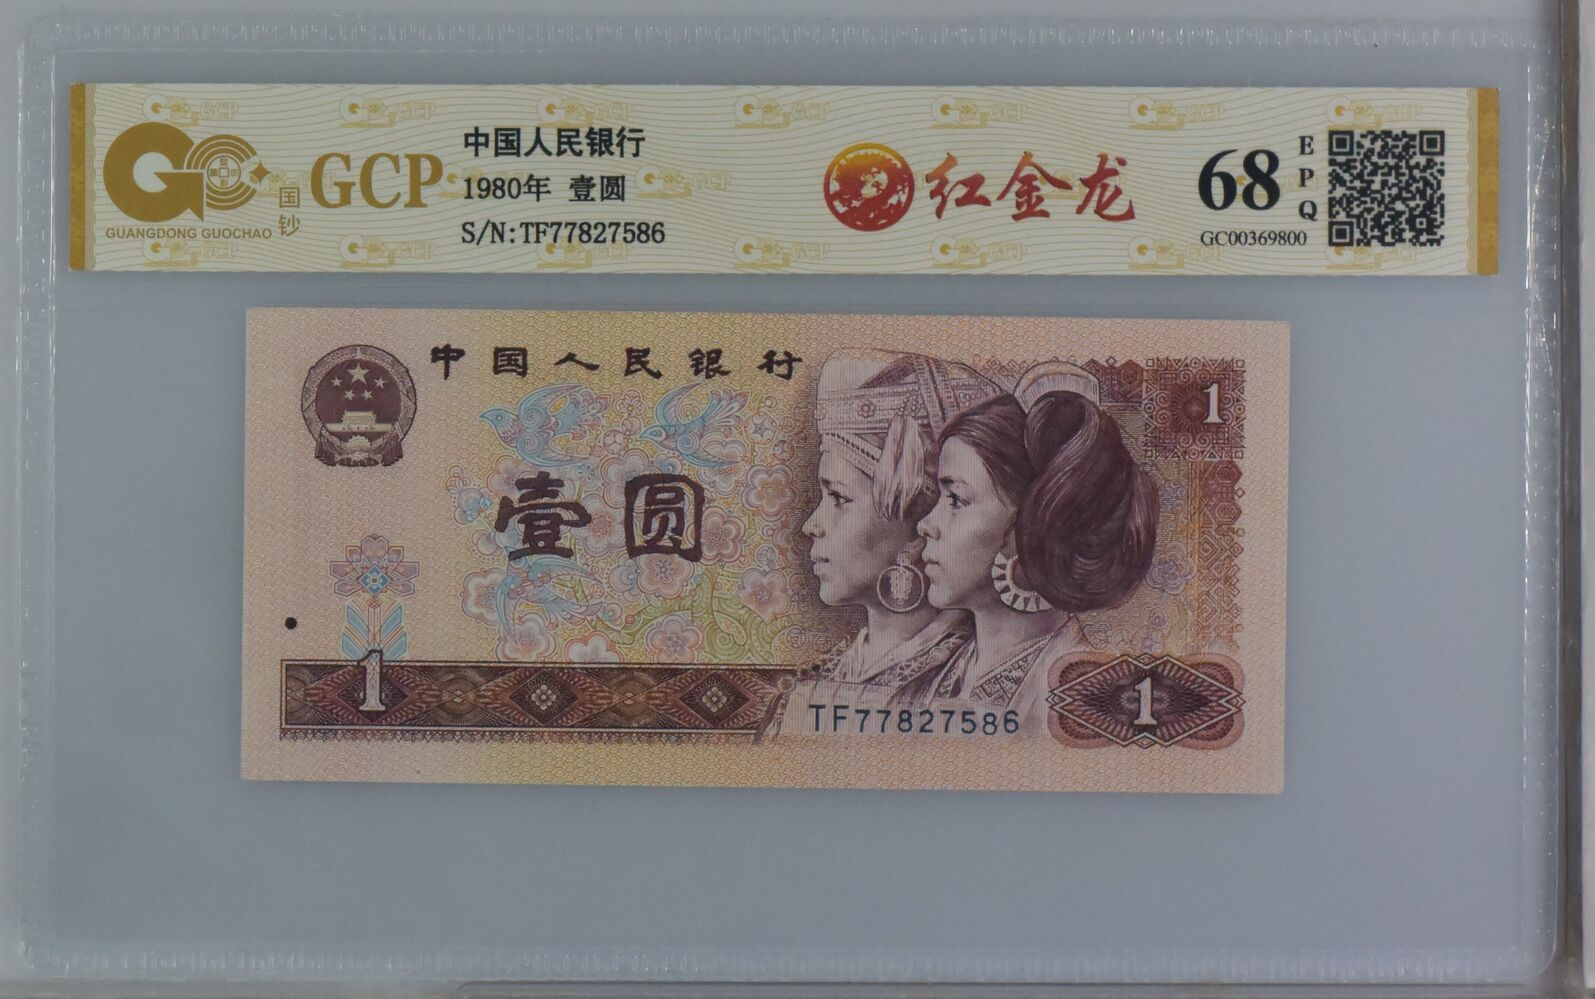 GCP
GUANGDONG GUOCHAO
国
钞
中国人民银行
1980年 壹圆
S/N:TF77827586
红金龙
68
EPQ
GC00369800
中国人民银行
1
壹圆
1
TF77827586
1